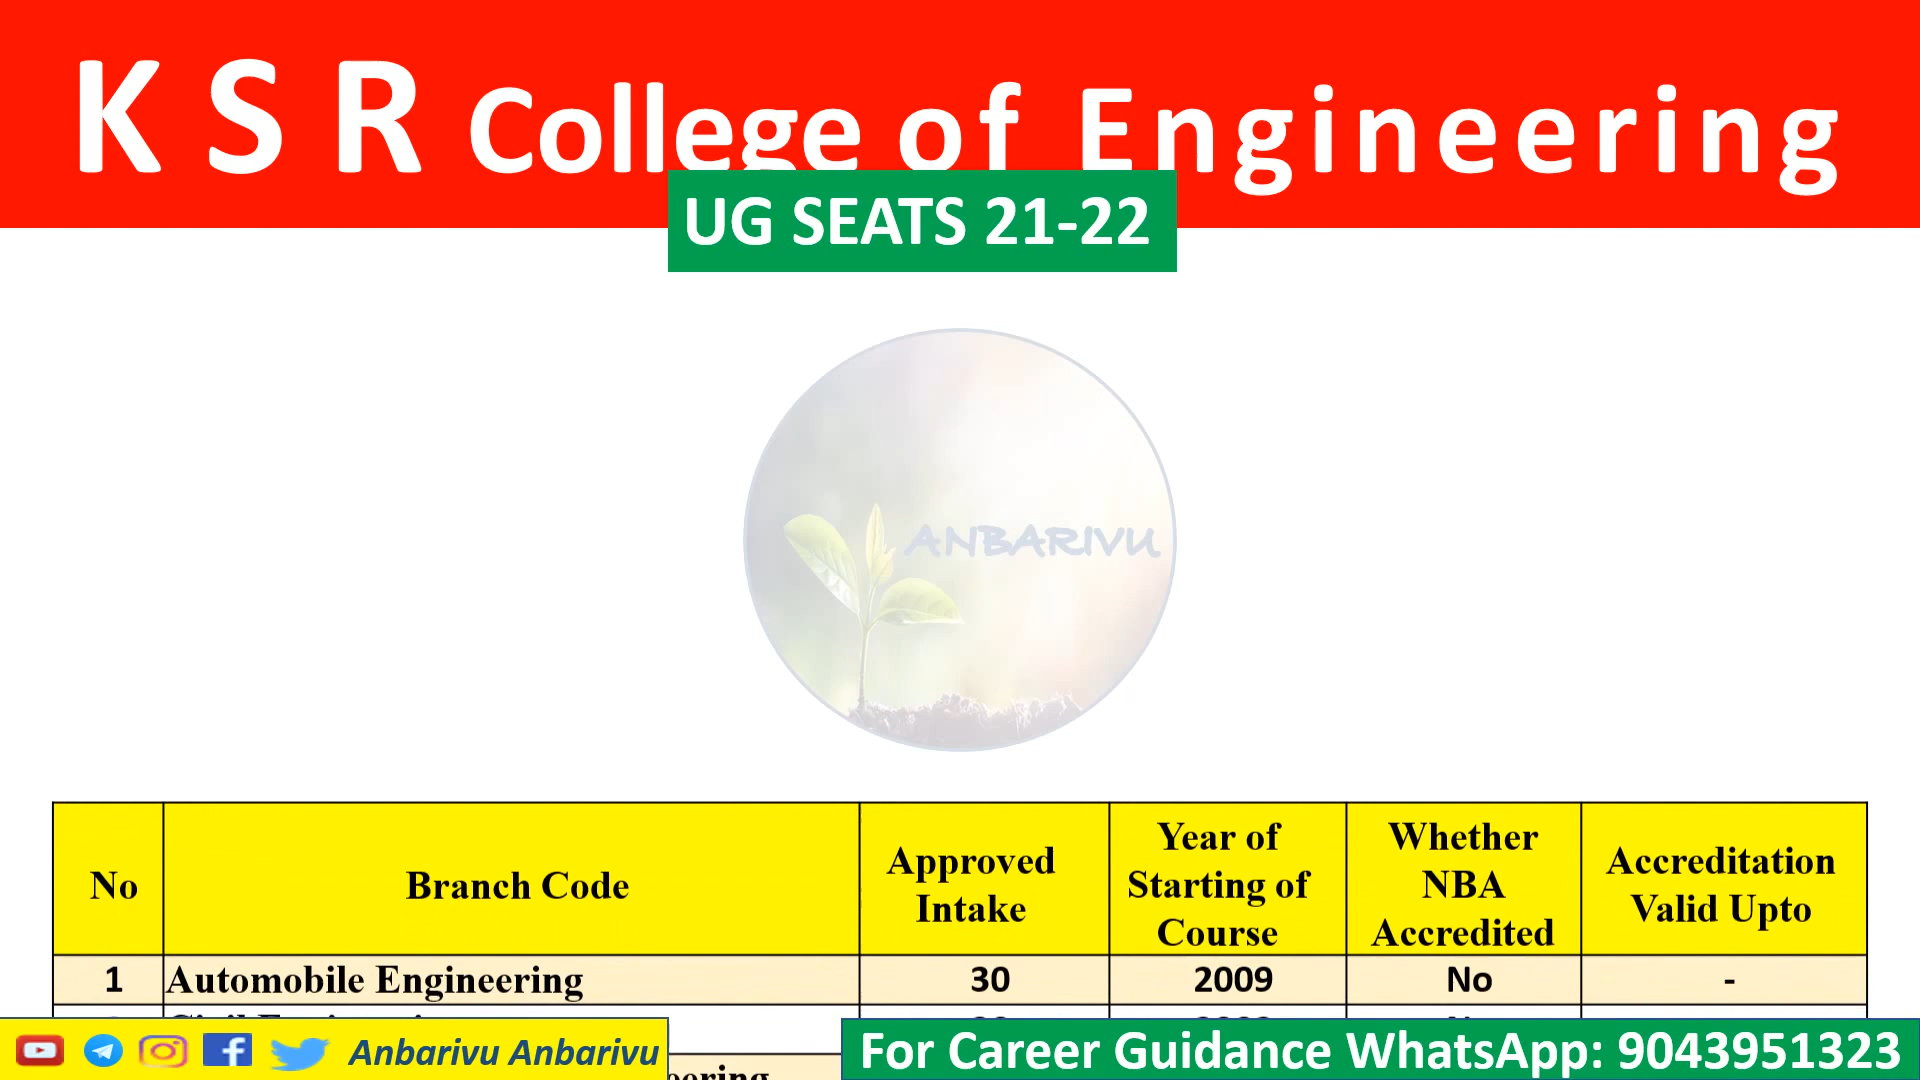 K S R College of Engineering
UG SEATS 21-22
ANBARIVU
No
Branch Code
Approved
Intake
Year of
Starting of
Course
Whether
NBA
Accredited
Accreditation
Valid Upto
1 Automobile Engineering 30 2009 No -
Anbarivu Anbarivu
For Career Guidance WhatsApp: 9043951323